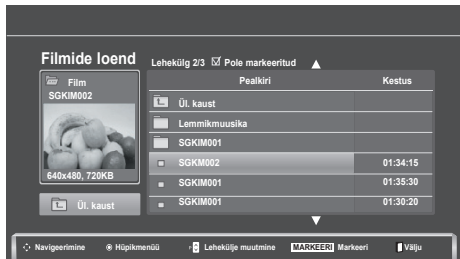 Filmide loend
Lehekülg 2/3 Pole markeeritud
Film
SGKIM002
640x480, 720KB
Ül. kaust
Pealkiri Kestus
Ül. kaust
Lemmikmuusika
SGKIM001
SGKM002 01:34:15
SGKIM001 01:35:30
SGKIM001 01:30:20
Navigeerimine Hüpikmenüü Lehekülje muutmine MARKEERI Markeeri Välju